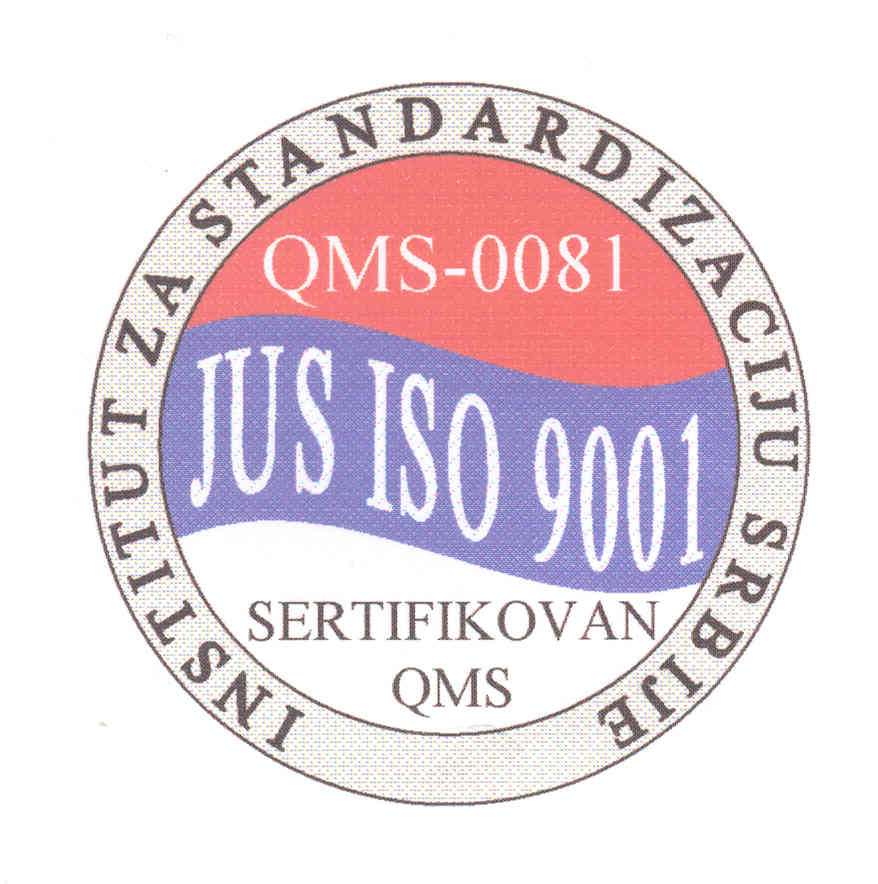 INSTITUT ZA STANDARDIZACIJU SRBIJE
QMS-0081
JUS ISO 9001
SERTIFIKOVAN
QMS